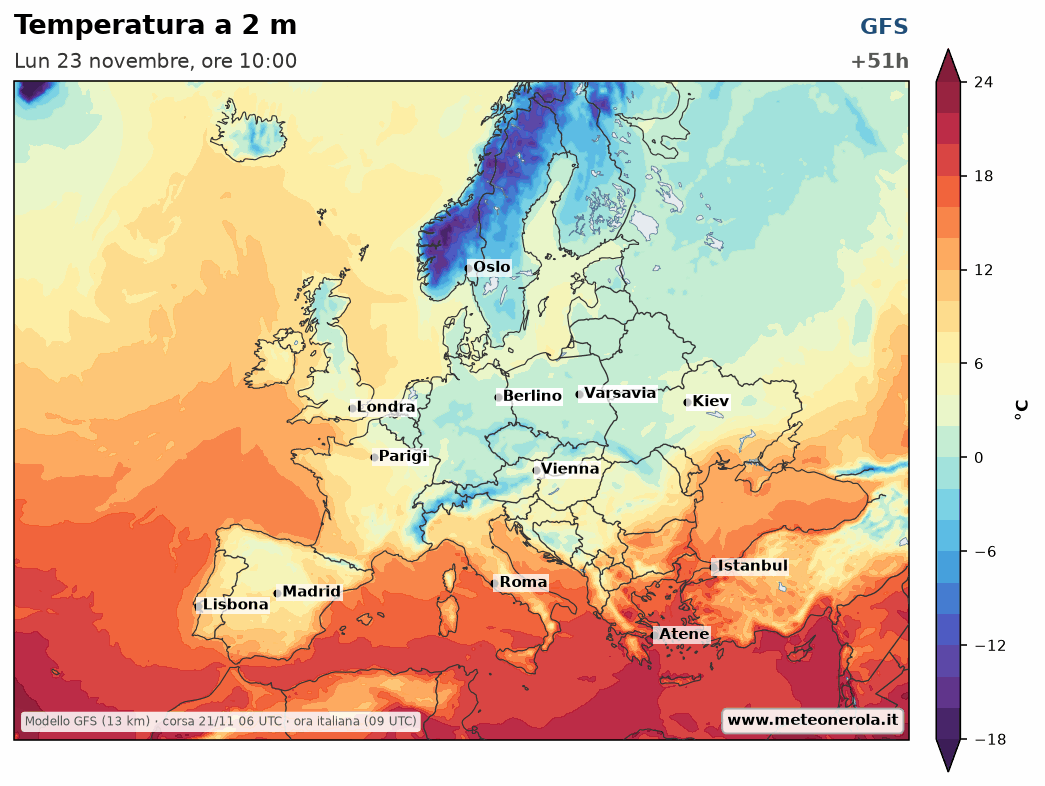 Temperatura a 2 m
GFS
Lun 23 novembre, ore 10:00
+51h
24
18
12
6
0
−6
−12
−18
°C
Oslo
Londra
Berlino
Varsavia
Kiev
Parigi
Vienna
Istanbul
Roma
Madrid
Lisbona
Atene
Modello GFS (13 km) · corsa 21/11 06 UTC · ora italiana (09 UTC)
www.meteonerola.it